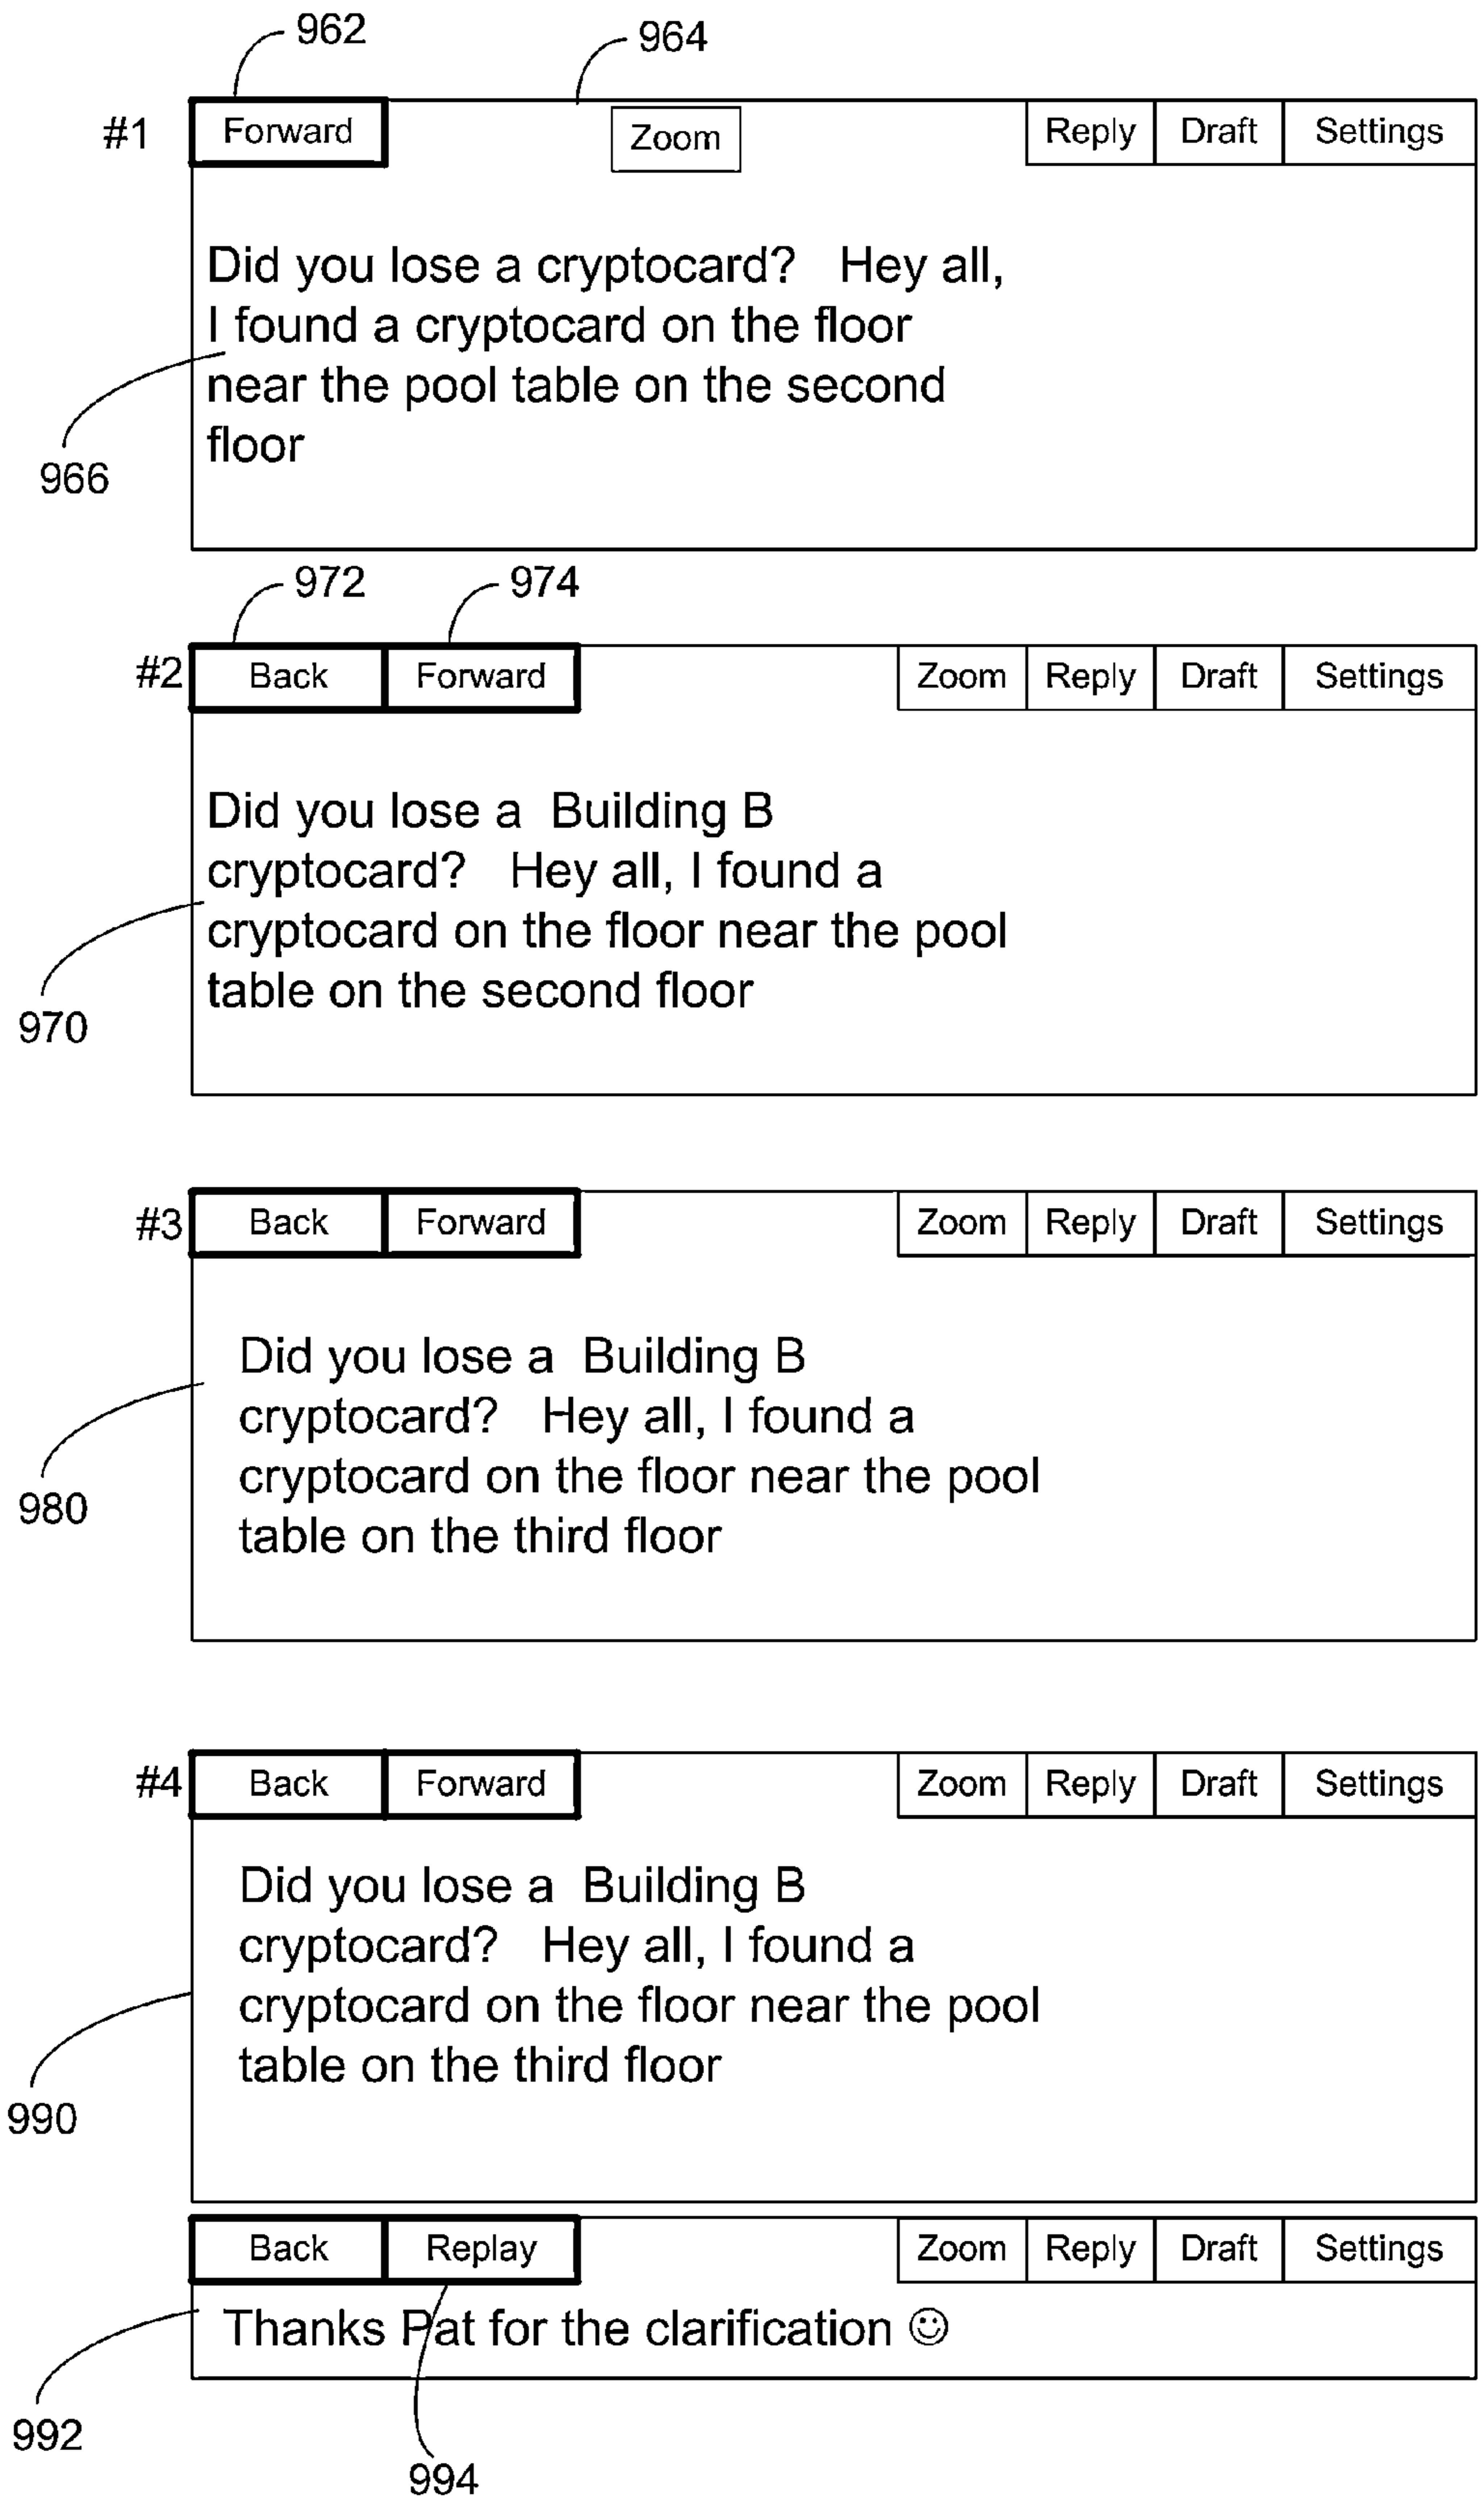 962
964
#1
Forward
Zoom
Reply
Draft
Settings
Did you lose a cryptocard? Hey all,
I found a cryptocard on the floor
near the pool table on the second
floor
966
972
974
#2
Back
Forward
Zoom
Reply
Draft
Settings
Did you lose a Building B
cryptocard? Hey all, I found a
cryptocard on the floor near the pool
table on the second floor
970
#3
Back
Forward
Zoom
Reply
Draft
Settings
Did you lose a Building B
cryptocard? Hey all, I found a
cryptocard on the floor near the pool
table on the third floor
980
#4
Back
Forward
Zoom
Reply
Draft
Settings
Did you lose a Building B
cryptocard? Hey all, I found a
cryptocard on the floor near the pool
table on the third floor
990
Back
Replay
Zoom
Reply
Draft
Settings
Thanks Pat for the clarification ☺
992
994